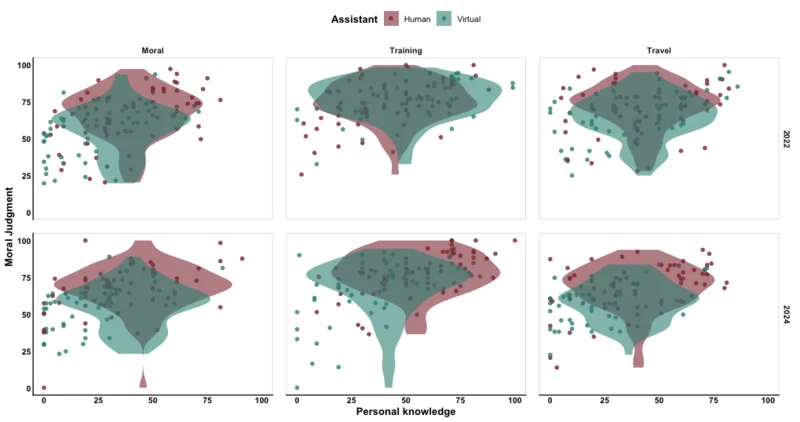 Assistant Human Virtual
Moral Training Travel
100
75
50
25
0
2022
100
75
50
25
0
2024
Moral Judgment
0 25 50 75 100 0 25 50 75 100 0 25 50 75 100
Personal knowledge